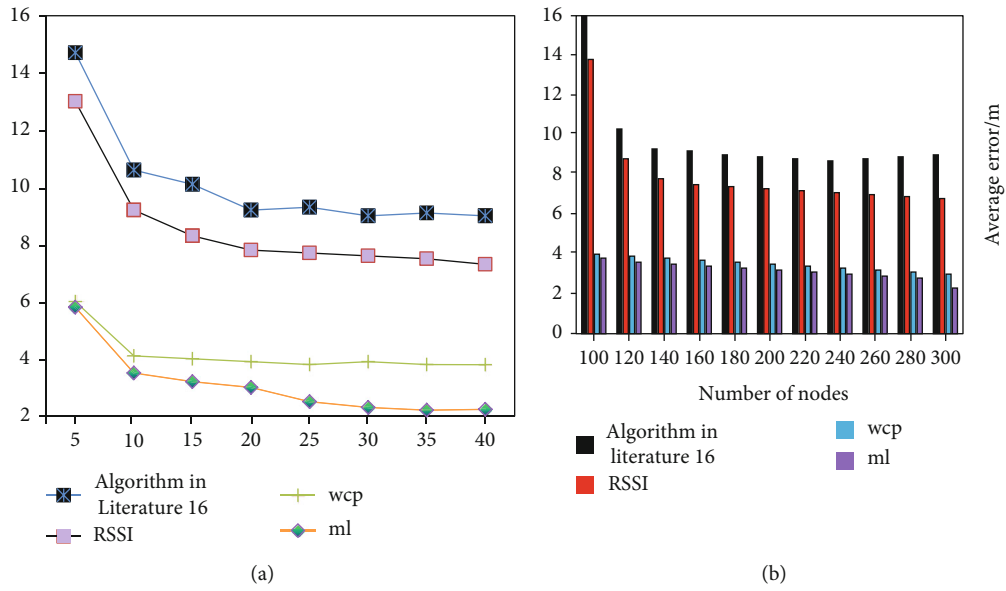 16
14
12
10
8
6
4
2
5 10 15 20 25 30 35 40
Algorithm in
Literature 16
RSSI
wcp
ml
(a)
16
14
12
10
8
6
4
2
0
100 120 140 160 180 200 220 240 260 280 300
Number of nodes
Average error/m
Algorithm in
literature 16
RSSI
wcp
ml
(b)